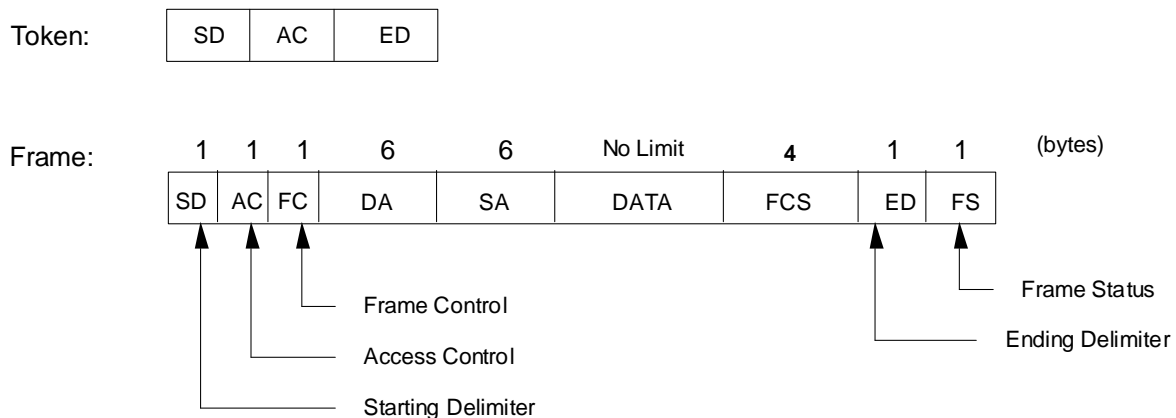 Token: SD AC ED
Frame: 1 1 1 6 6 No Limit 4 1 1 (bytes)
SD AC FC DA SA DATA FCS ED FS
Frame Control
Frame Status
Access Control
Ending Delimiter
Starting Delimiter